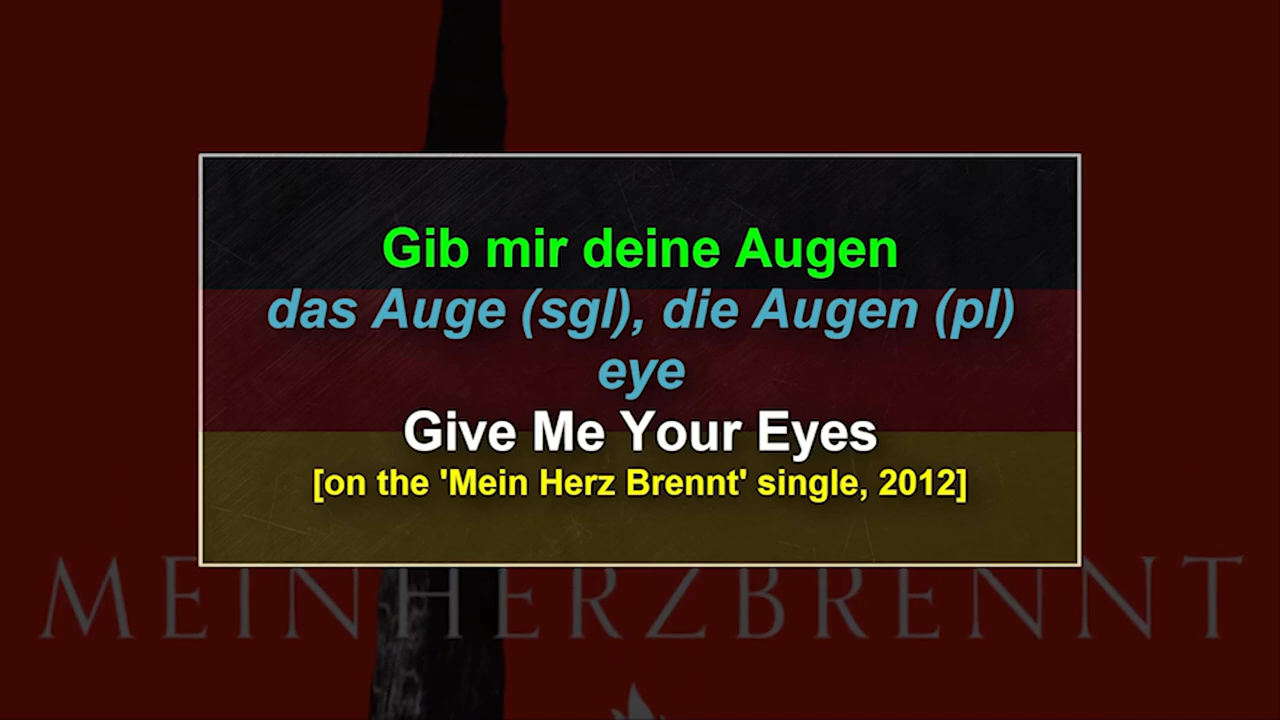 Gib mir deine Augen
das Auge (sgl), die Augen (pl)
eye
Give Me Your Eyes
[on the 'Mein Herz Brennt' single, 2012]
MEIN HERZ BRENNT